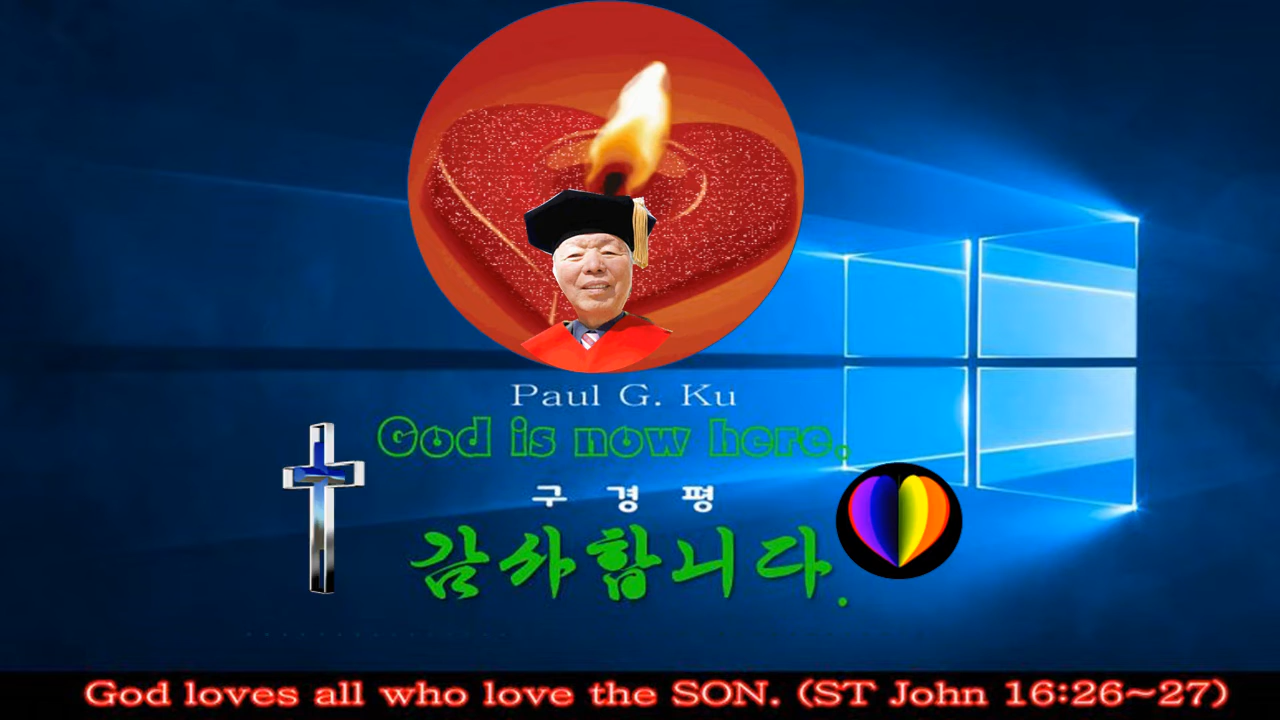 Paul G. Ku
God is now here.
구 경 평
감사합니다.
God loves all who love the SON. (ST John 16:26~27)